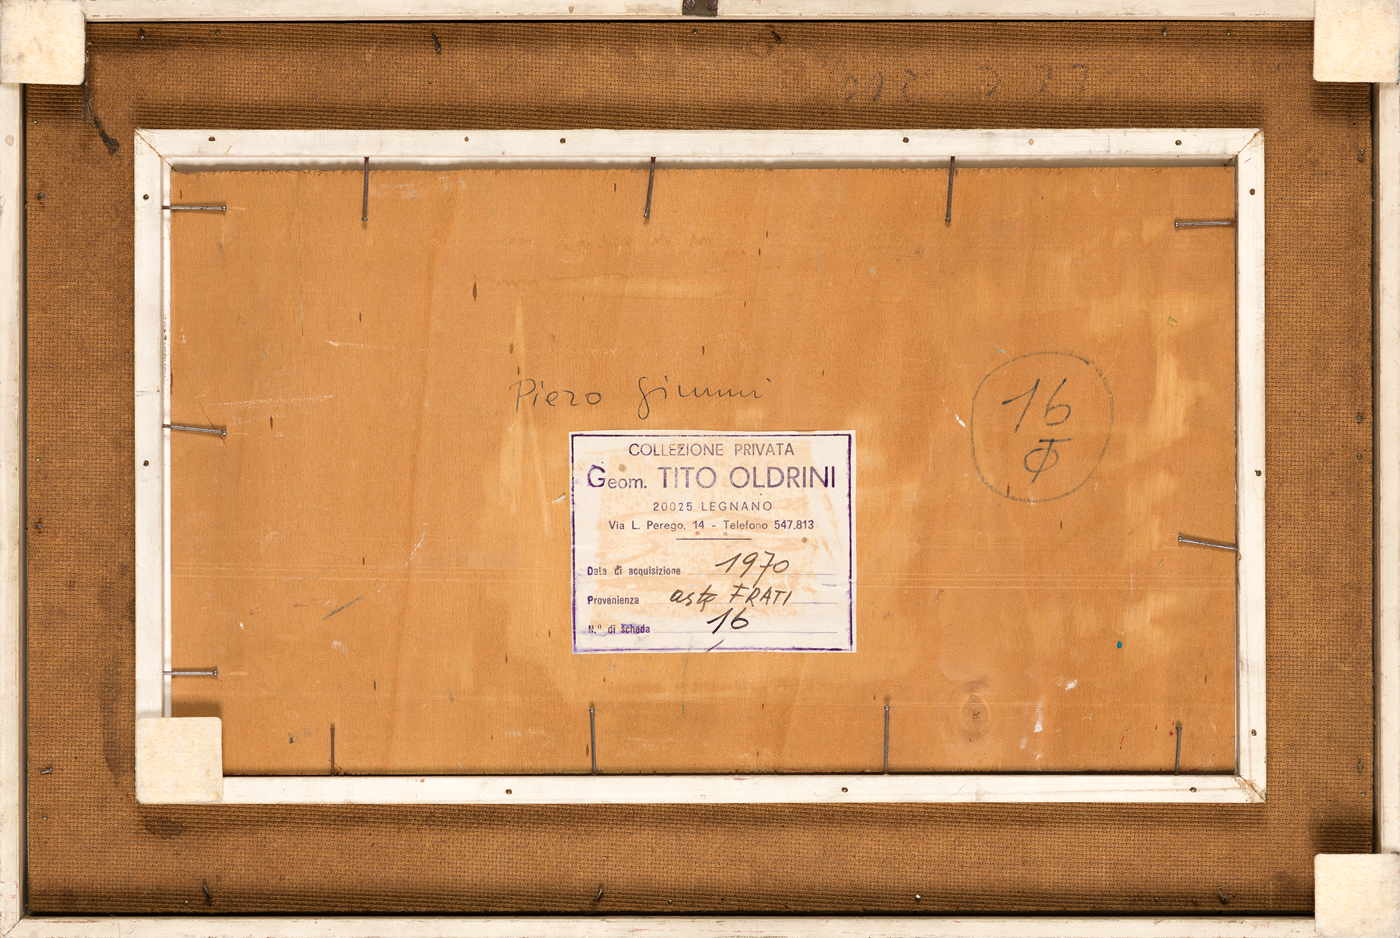 Piero Giunni
16
COLLEZIONE PRIVATA
Geom. TITO OLDRINI
20025 LEGNANO
Via L. Perego, 14 - Telefono 547.813
Data di acquisizione 1970
Provenienza asta FRATI
N.º di scheda 16